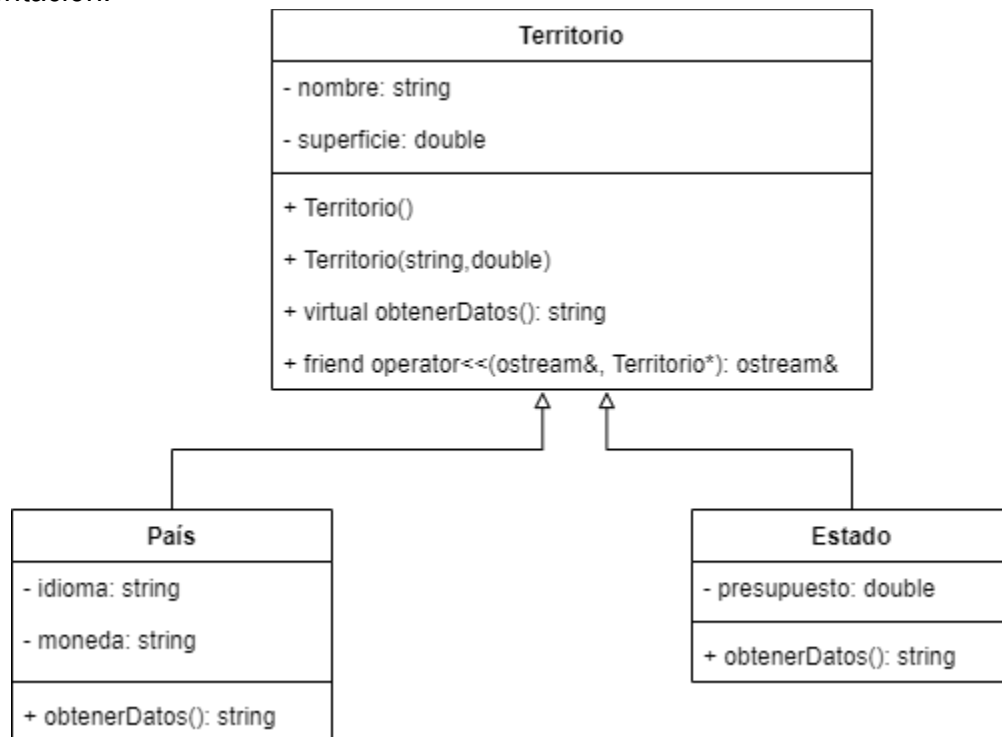 Territorio
- nombre: string
- superficie: double
+ Territorio()
+ Territorio(string,double)
+ virtual obtenerDatos(): string
+ friend operator<<(ostream&, Territorio*): ostream&
País
- idioma: string
- moneda: string
+ obtenerDatos(): string
Estado
- presupuesto: double
+ obtenerDatos(): string